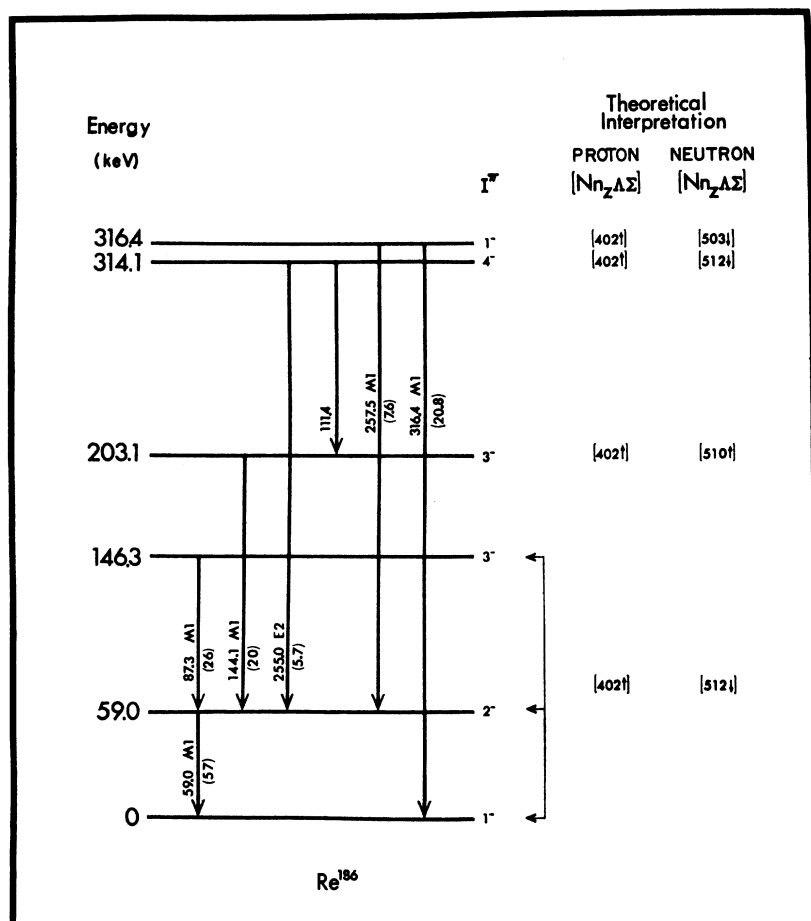 Theoretical
Interpretation
Energy
(keV)
PROTON NEUTRON
I^π [Nn_zΛΣ] [Nn_zΛΣ]
316.4 1⁻ [402↑] [503↓]
314.1 4⁻ [402↑] [512↓]
111.4
257.5 M1
(7.6)
316.4 M1
(20.8)
203.1 3⁻ [402↑] [510↑]
146.3 3⁻
87.3 M1
(26)
144.1 M1
(20)
255.0 E2
(5.7)
[402↑] [512↓]
59.0 2⁻
59.0 M1
(57)
0 1⁻
Re¹⁸⁶